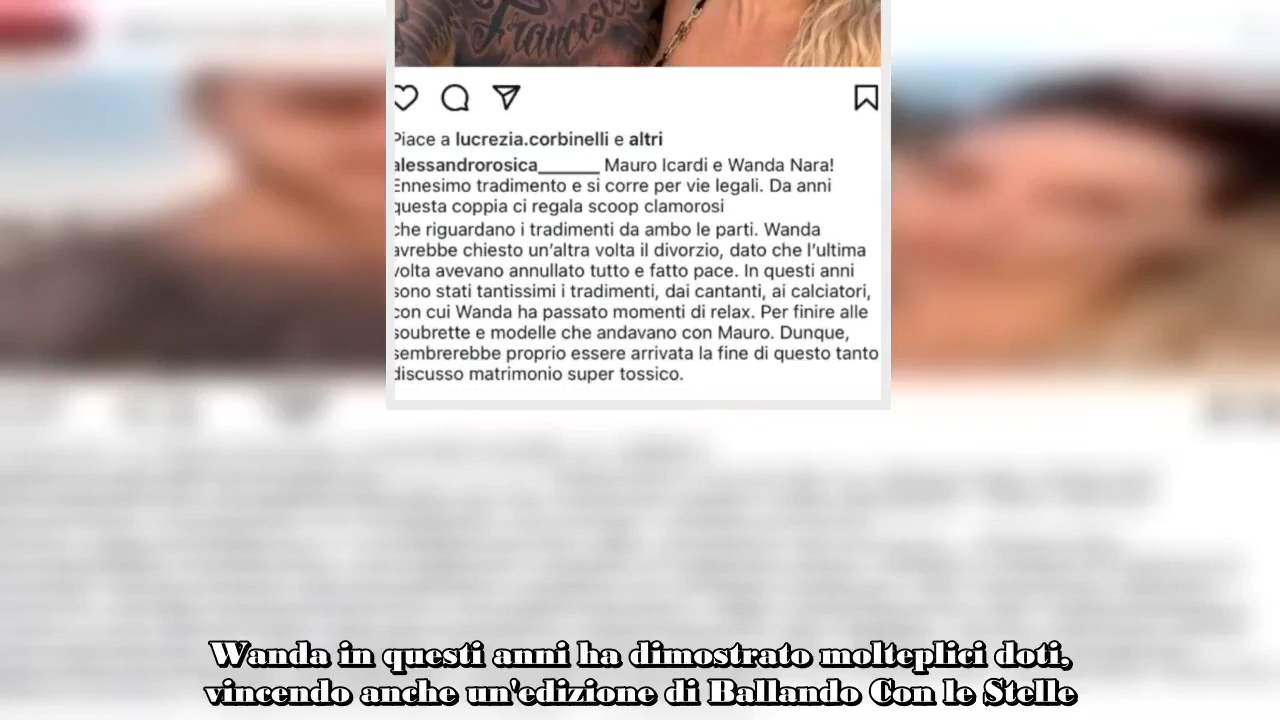 Francesca
Piace a lucrezia.corbinelli e altri
alessandrorosica______ Mauro Icardi e Wanda Nara!
Ennesimo tradimento e si corre per vie legali. Da anni
questa coppia ci regala scoop clamorosi
che riguardano i tradimenti da ambo le parti. Wanda
avrebbe chiesto un'altra volta il divorzio, dato che l'ultima
volta avevano annullato tutto e fatto pace. In questi anni
sono stati tantissimi i tradimenti, dai cantanti, ai calciatori,
con cui Wanda ha passato momenti di relax. Per finire alle
soubrette e modelle che andavano con Mauro. Dunque,
sembrerebbe proprio essere arrivata la fine di questo tanto
discusso matrimonio super tossico.
Wanda in questi anni ha dimostrato molteplici doti,
vincendo anche un'edizione di Ballando Con le Stelle